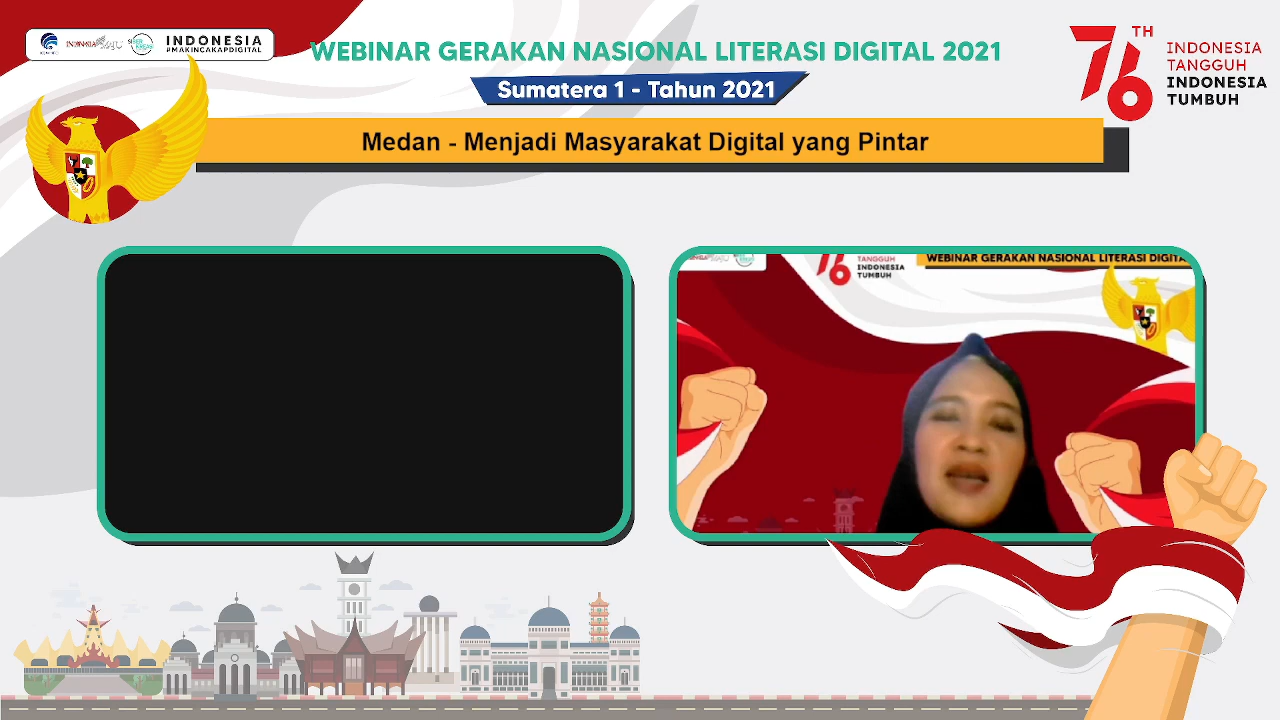 INDONESIA
#MAKINCAKAPDIGITAL
WEBINAR GERAKAN NASIONAL LITERASI DIGITAL 2021
Sumatera 1 - Tahun 2021
76TH
INDONESIA
TANGGUH
INDONESIA
TUMBUH
Medan - Menjadi Masyarakat Digital yang Pintar
76
TANGGUH
INDONESIA
TUMBUH
WEBINAR GERAKAN NASIONAL LITERASI DIGITA